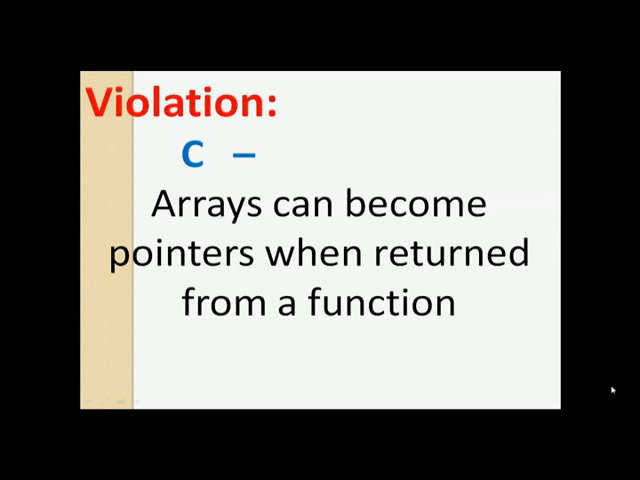 Violation:
C –
Arrays can become
pointers when returned
from a function